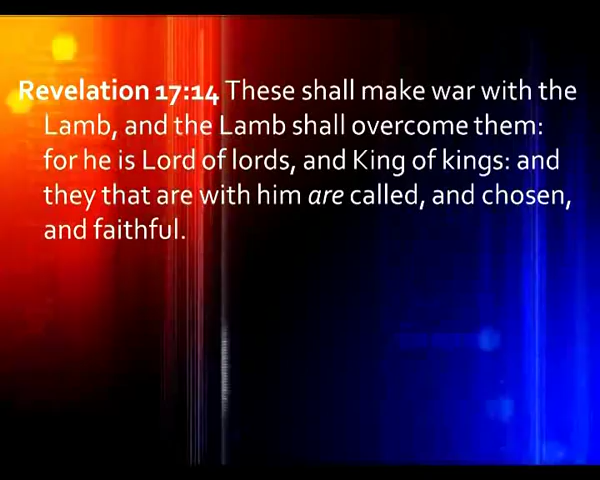 Revelation 17:14 These shall make war with the
Lamb, and the Lamb shall overcome them:
for he is Lord of lords, and King of kings: and
they that are with him are called, and chosen,
and faithful.